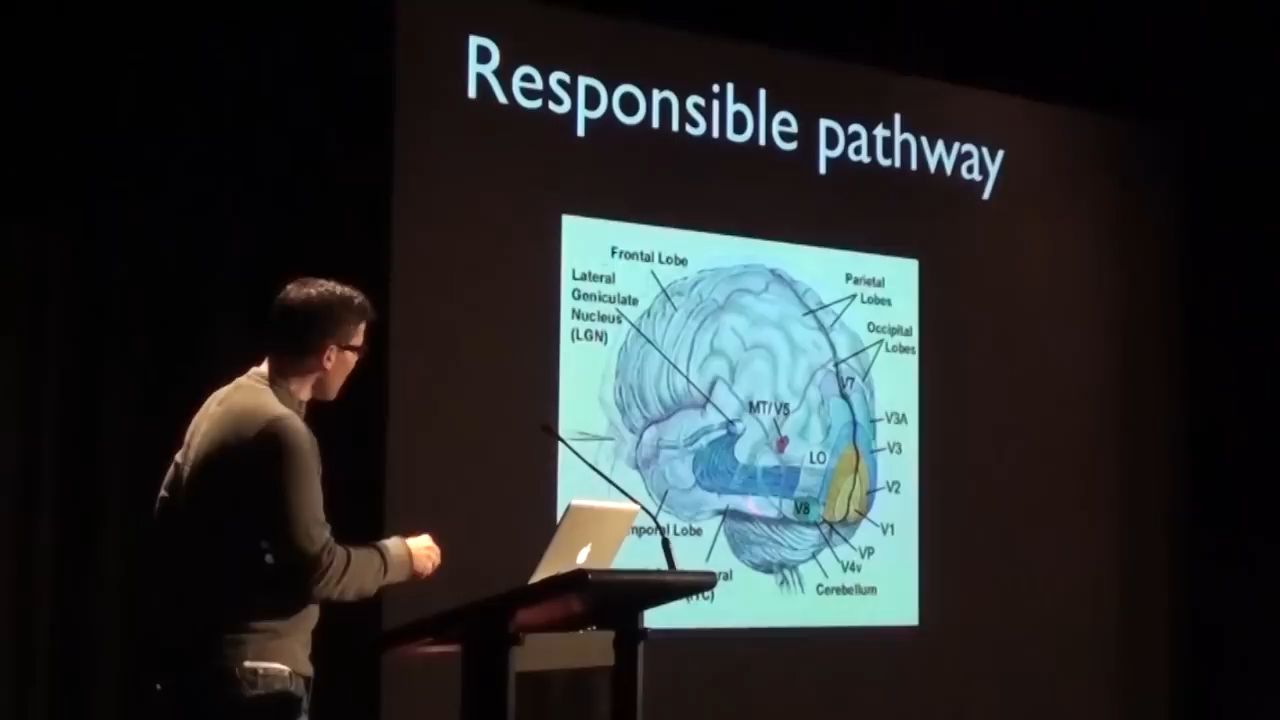 Responsible pathway
Frontal Lobe
Lateral
Geniculate
Nucleus
(LGN)
Parietal
Lobes
Occipital
Lobes
V7
MT/V5
V3A
V3
LO
V2
V8
V1
VP
V4v
Lobe
Cerebellum